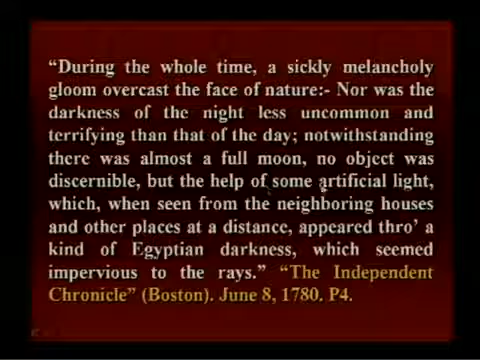 “During the whole time, a sickly melancholy
gloom overcast the face of nature:- Nor was the
darkness of the night less uncommon and
terrifying than that of the day; notwithstanding
there was almost a full moon, no object was
discernible, but the help of some artificial light,
which, when seen from the neighboring houses
and other places at a distance, appeared thro’ a
kind of Egyptian darkness, which seemed
impervious to the rays.” “The Independent
Chronicle” (Boston). June 8, 1780. P4.